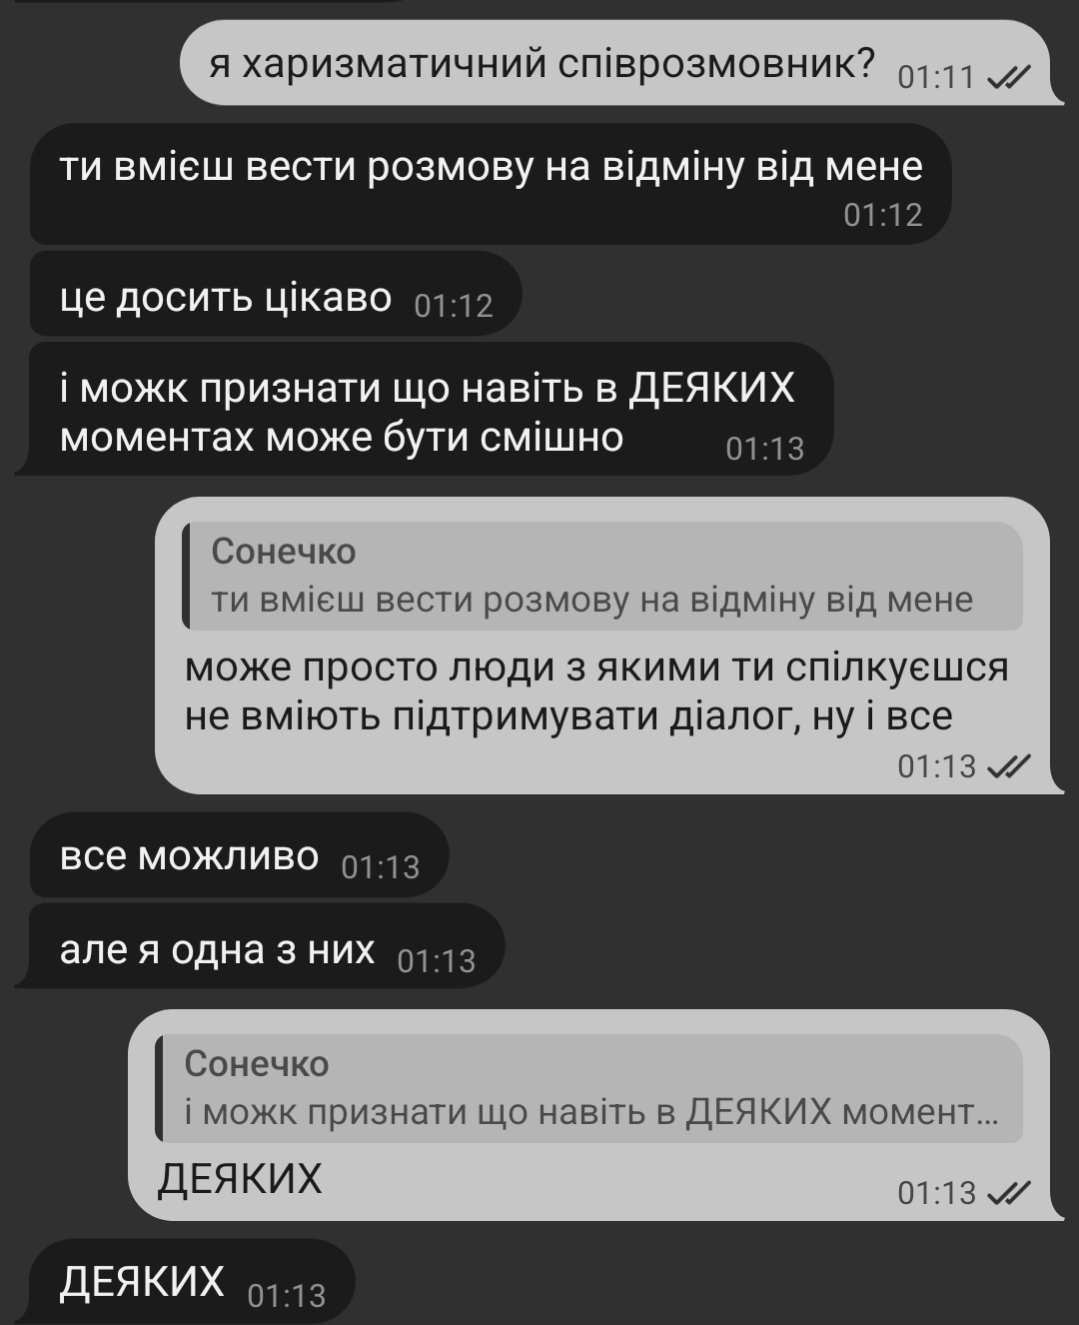 я харизматичний співрозмовник? 01:11
ти вмієш вести розмову на відміну від мене
01:12
це досить цікаво 01:12
і можк признати що навіть в ДЕЯКИХ
моментах може бути смішно 01:13
Сонечко
ти вмієш вести розмову на відміну від мене
може просто люди з якими ти спілкуєшся
не вміють підтримувати діалог, ну і все
01:13
все можливо 01:13
але я одна з них 01:13
Сонечко
і можк признати що навіть в ДЕЯКИХ момент...
ДЕЯКИХ 01:13
ДЕЯКИХ 01:13